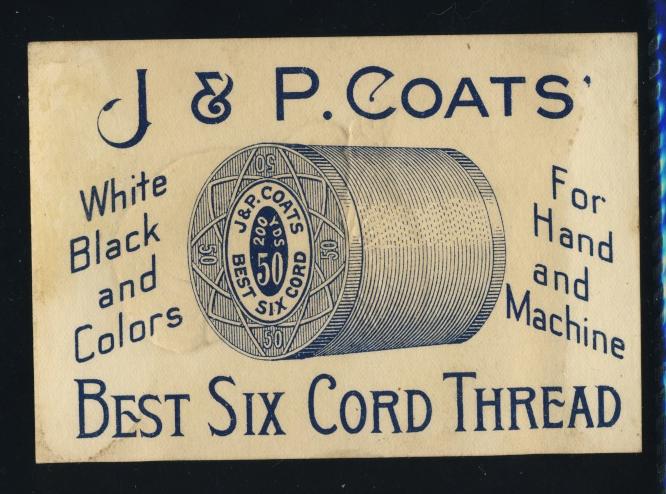 J & P. COATS'
White
Black
and
Colors
50
J.&P. COATS
200
YDS
50
BEST SIX CORD
50
50
50
For
Hand
and
Machine
BEST SIX CORD THREAD